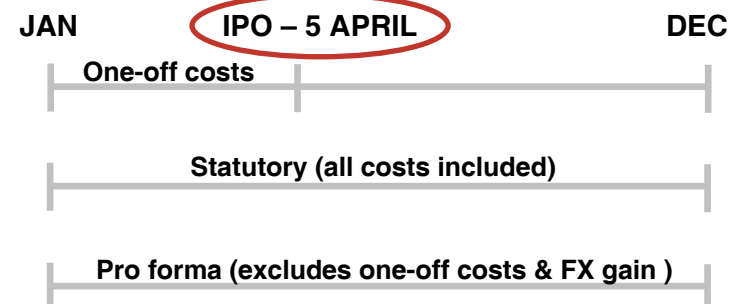 JAN IPO – 5 APRIL DEC
One-off costs
Statutory (all costs included)
Pro forma (excludes one-off costs & FX gain )